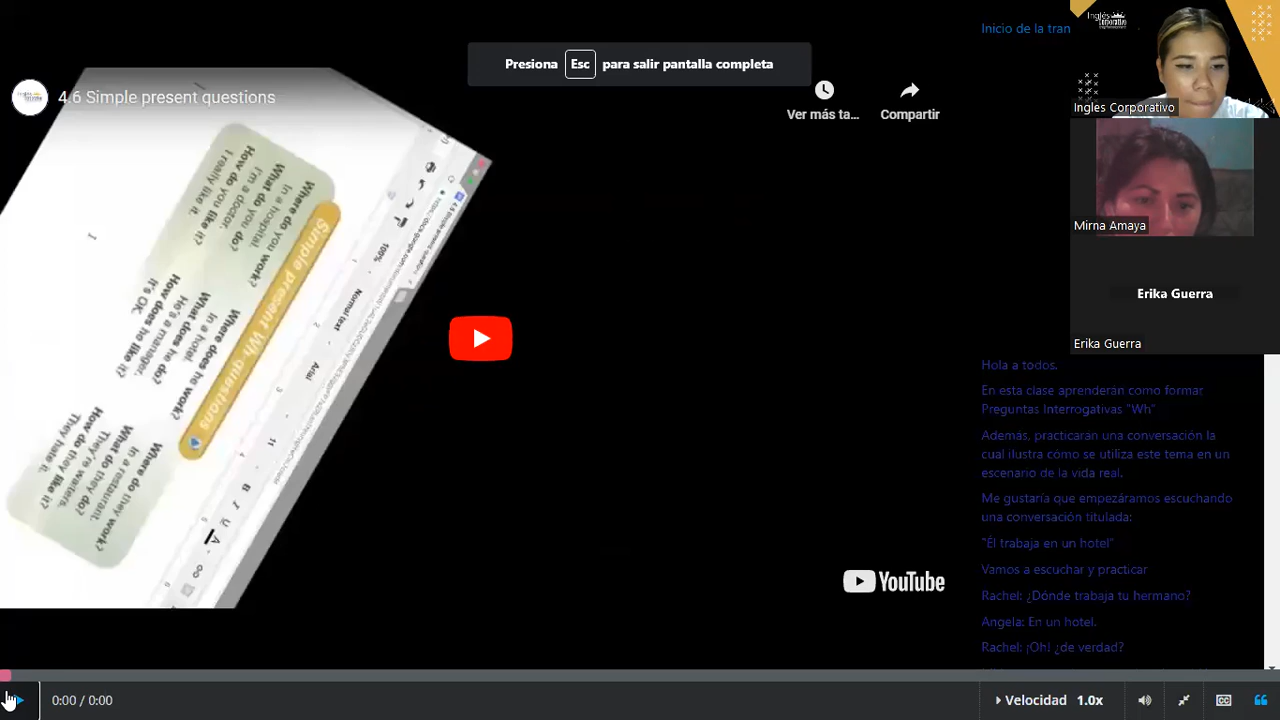 Presiona Esc para salir pantalla completa
4.6 Simple present questions
Ver más ta...
Compartir
Simple present Wh questions
Where do you work?
In a hospital.
What do you do?
I'm a doctor.
How do you like it?
I really like it.
Where does he work?
In a hotel.
What does he do?
He's a manager.
How does he like it?
It's OK.
Where do they work?
In a restaurant.
What do they do?
They're waiters.
How do they like it?
They hate it.
100%
Normal text
Arial
11
B I U A
YouTube
Inicio de la tran
Inglés
Ingles Corporativo
Mirna Amaya
Erika Guerra
Erika Guerra
Hola a todos.
En esta clase aprenderán como formar
Preguntas Interrogativas "Wh"
Además, practicarán una conversación la
cual ilustra cómo se utiliza este tema en un
escenario de la vida real.
Me gustaría que empezáramos escuchando
una conversación titulada:
"Él trabaja en un hotel"
Vamos a escuchar y practicar
Rachel: ¿Dónde trabaja tu hermano?
Angela: En un hotel.
Rachel: ¡Oh! ¿de verdad?
0:00 / 0:00
Velocidad 1.0x
CC